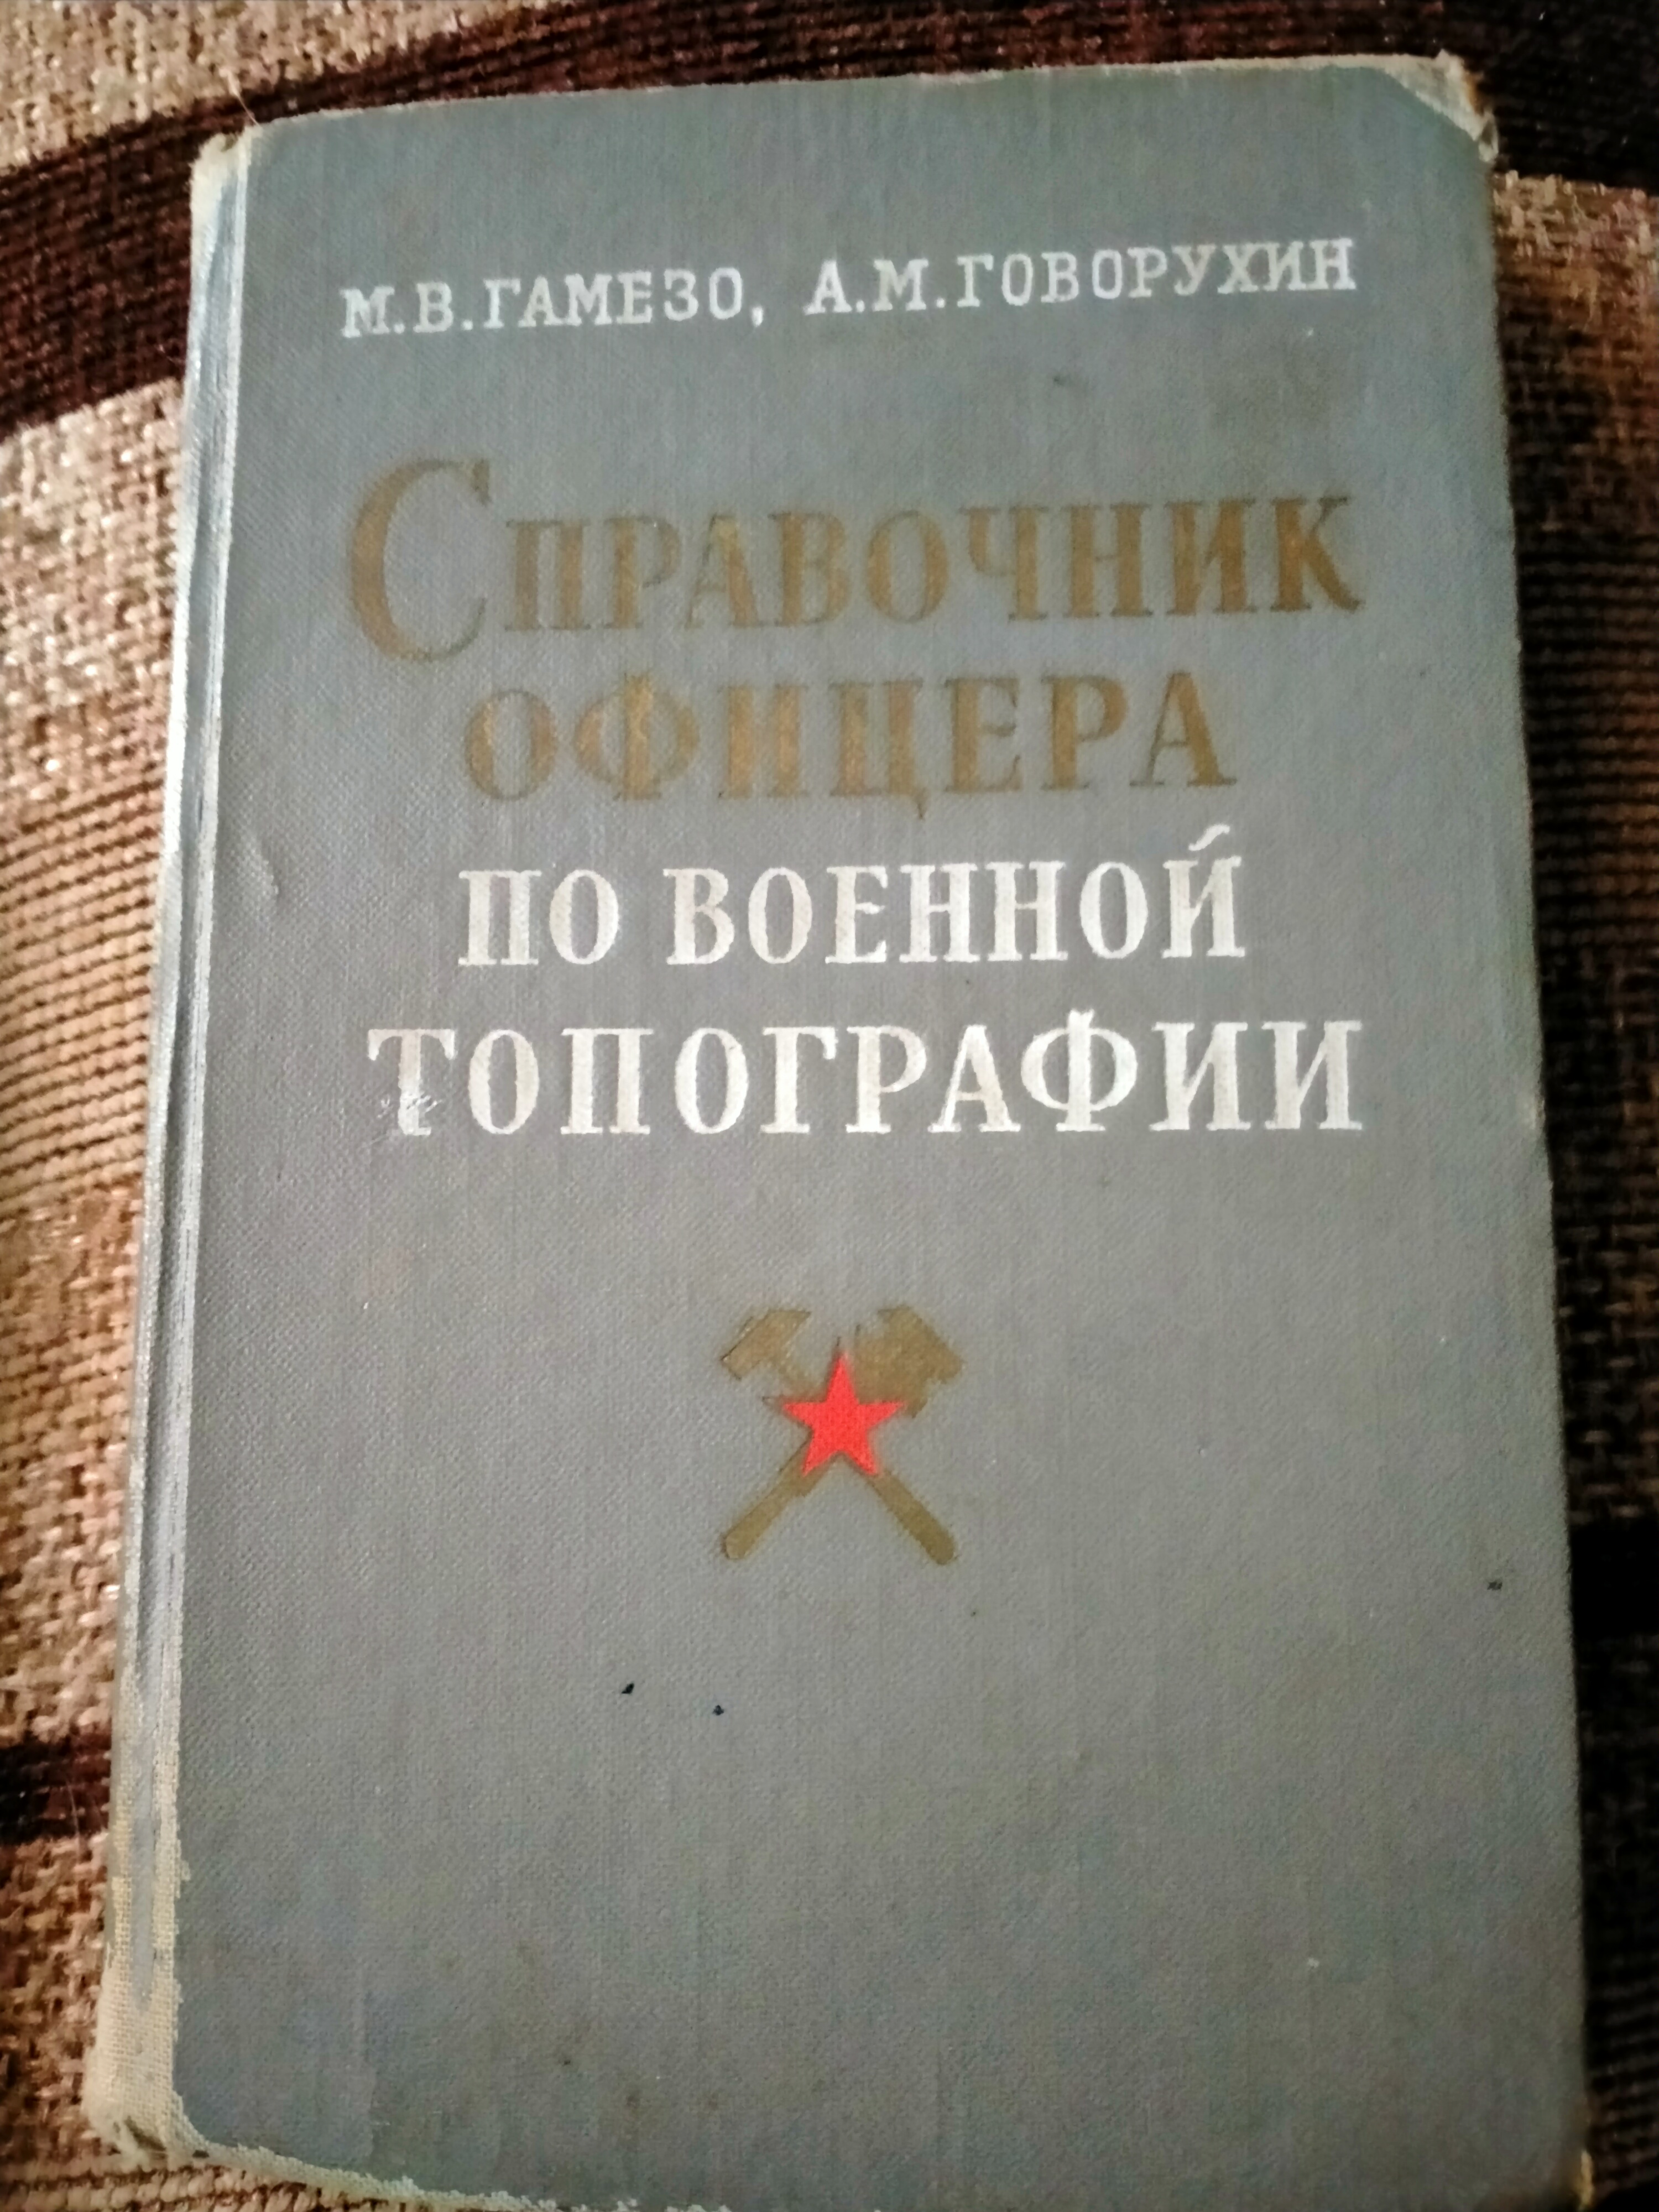 М.В.ГАМЕЗО, А.М.ГОВОРУХИН
СПРАВОЧНИК
ОФИЦЕРА
ПО ВОЕННОЙ
ТОПОГРАФИИ